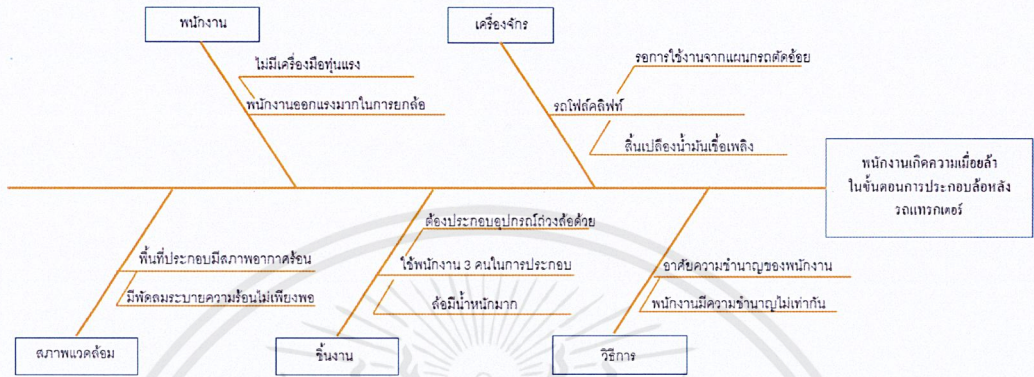 พนักงาน
เครื่องจักร
ไม่มีเครื่องมือทุ่นแรง
รอการใช้งานจากแผนกรถตัดอ้อย
พนักงานออกแรงมากในการยกล้อ
รถโฟล์คลิฟท์
สิ้นเปลืองน้ำมันเชื้อเพลิง
พนักงานเกิดความเมื่อยล้า
ในขั้นตอนการประกอบล้อหลัง
รถแทรกเตอร์
ต้องประกอบอุปกรณ์ถ่วงล้อด้วย
พื้นที่ประกอบมีสภาพอากาศร้อน
ใช้พนักงาน 3 คนในการประกอบ
อาศัยความชำนาญของพนักงาน
มีพัดลมระบายความร้อนไม่เพียงพอ
ล้อมีน้ำหนักมาก
พนักงานมีความชำนาญไม่เท่ากัน
สภาพแวดล้อม
ชิ้นงาน
วิธีการ